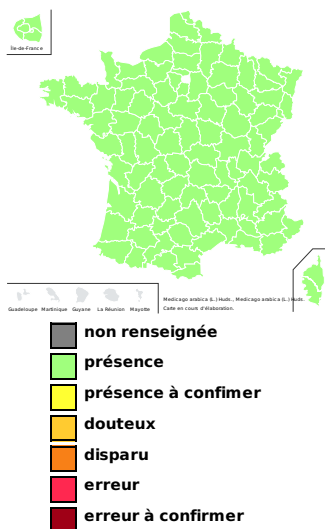 Île-de-France
Guadeloupe Martinique Guyane La Réunion Mayotte
Medicago arabica (L.) Huds., Medicago arabica (L.) Huds.
Carte en cours d'élaboration.
non renseignée
présence
présence à confimer
douteux
disparu
erreur
erreur à confirmer